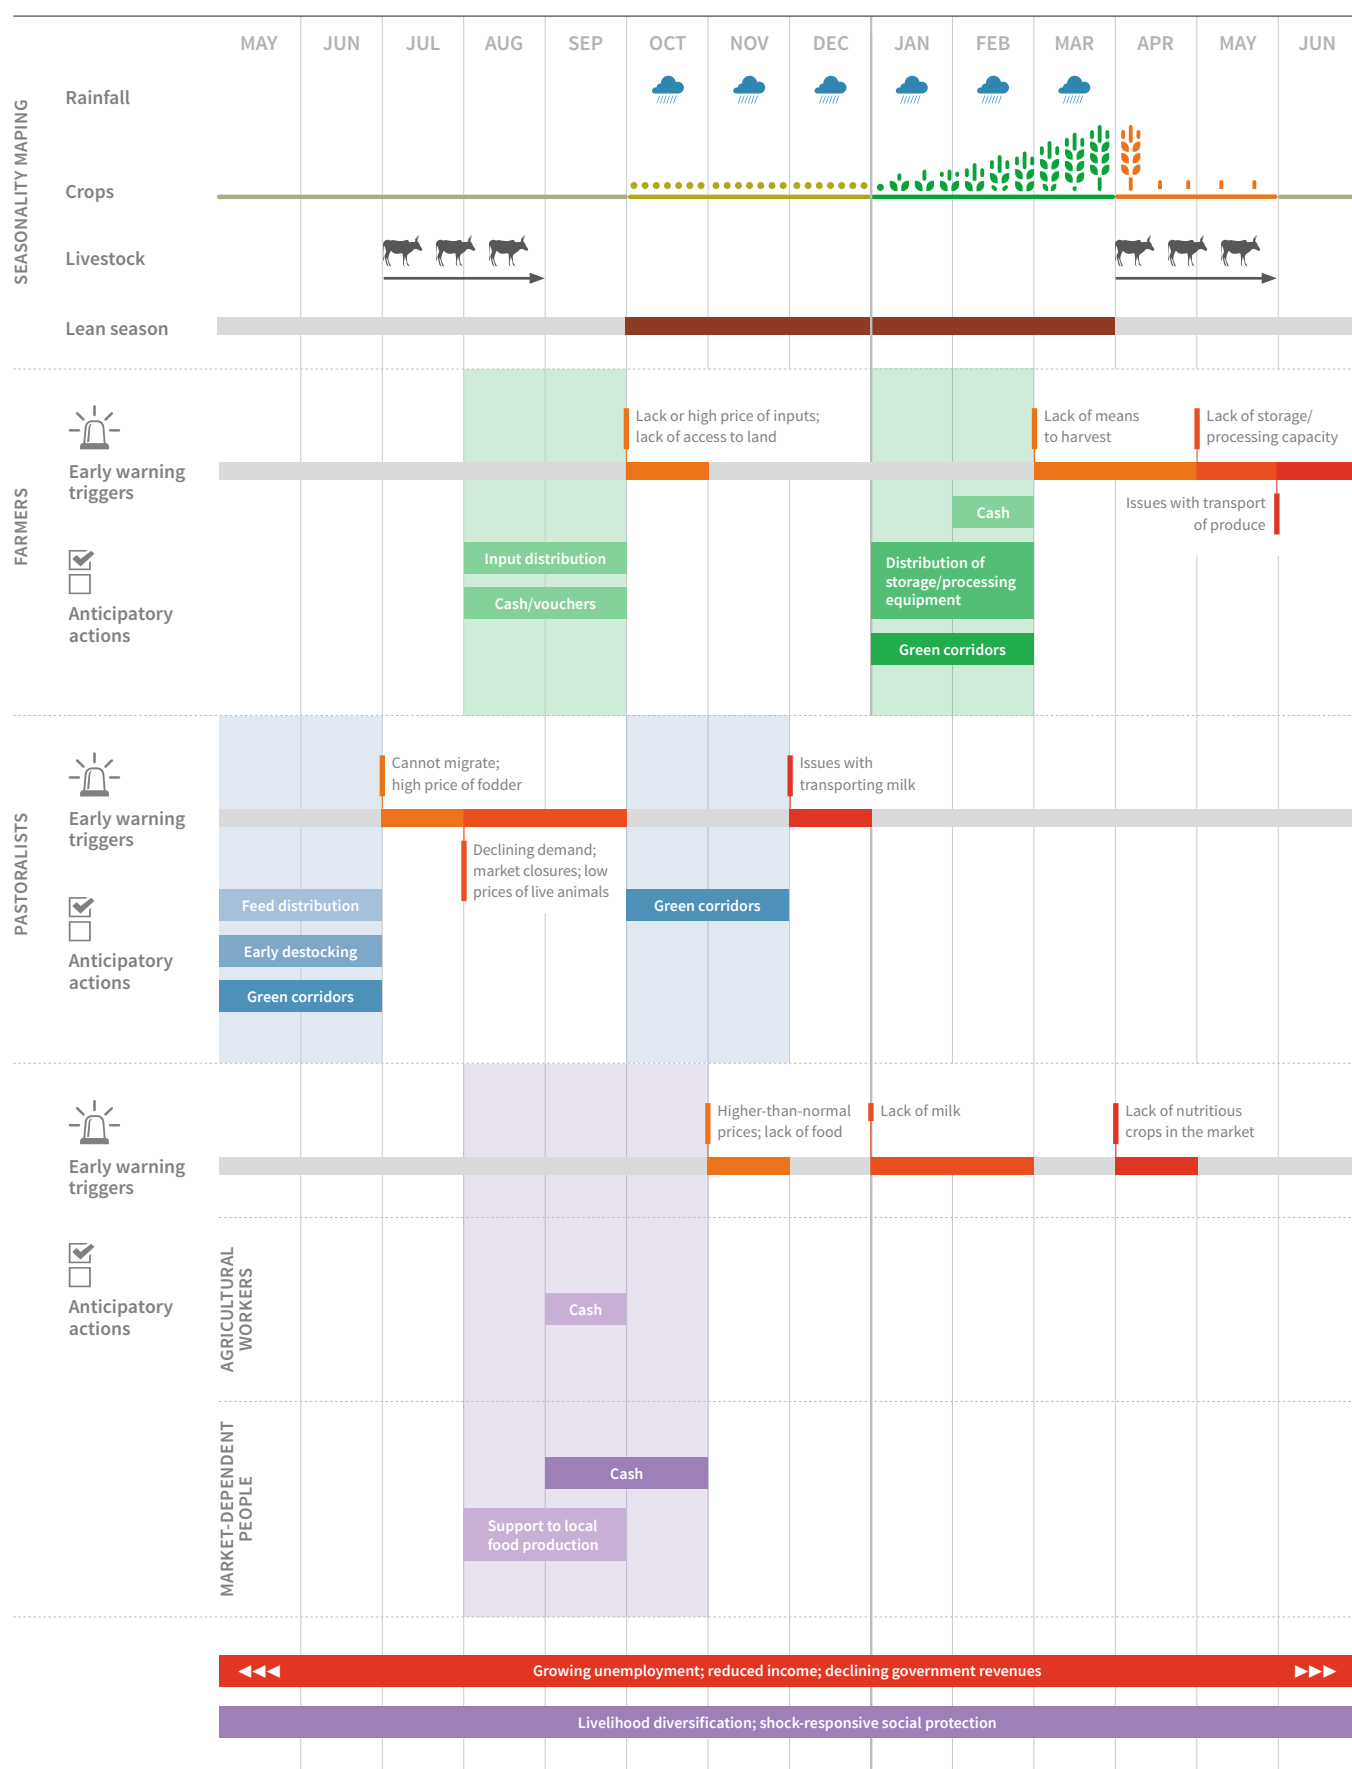 MAY JUN JUL AUG SEP OCT NOV DEC JAN FEB MAR APR MAY JUN
SEASONALITY MAPING
Rainfall
Crops
Livestock
Lean season
FARMERS
Early warning
triggers
Lack or high price of inputs;
lack of access to land
Lack of means
to harvest
Lack of storage/
processing capacity
Issues with transport
of produce
Anticipatory
actions
Input distribution
Cash/vouchers
Cash
Distribution of
storage/processing
equipment
Green corridors
PASTORALISTS
Early warning
triggers
Cannot migrate;
high price of fodder
Declining demand;
market closures; low
prices of live animals
Issues with
transporting milk
Anticipatory
actions
Feed distribution
Early destocking
Green corridors
Green corridors
Early warning
triggers
Higher-than-normal
prices; lack of food
Lack of milk
Lack of nutritious
crops in the market
Anticipatory
actions
AGRICULTURAL
WORKERS
Cash
MARKET-DEPENDENT
PEOPLE
Cash
Support to local
food production
Growing unemployment; reduced income; declining government revenues
Livelihood diversification; shock-responsive social protection